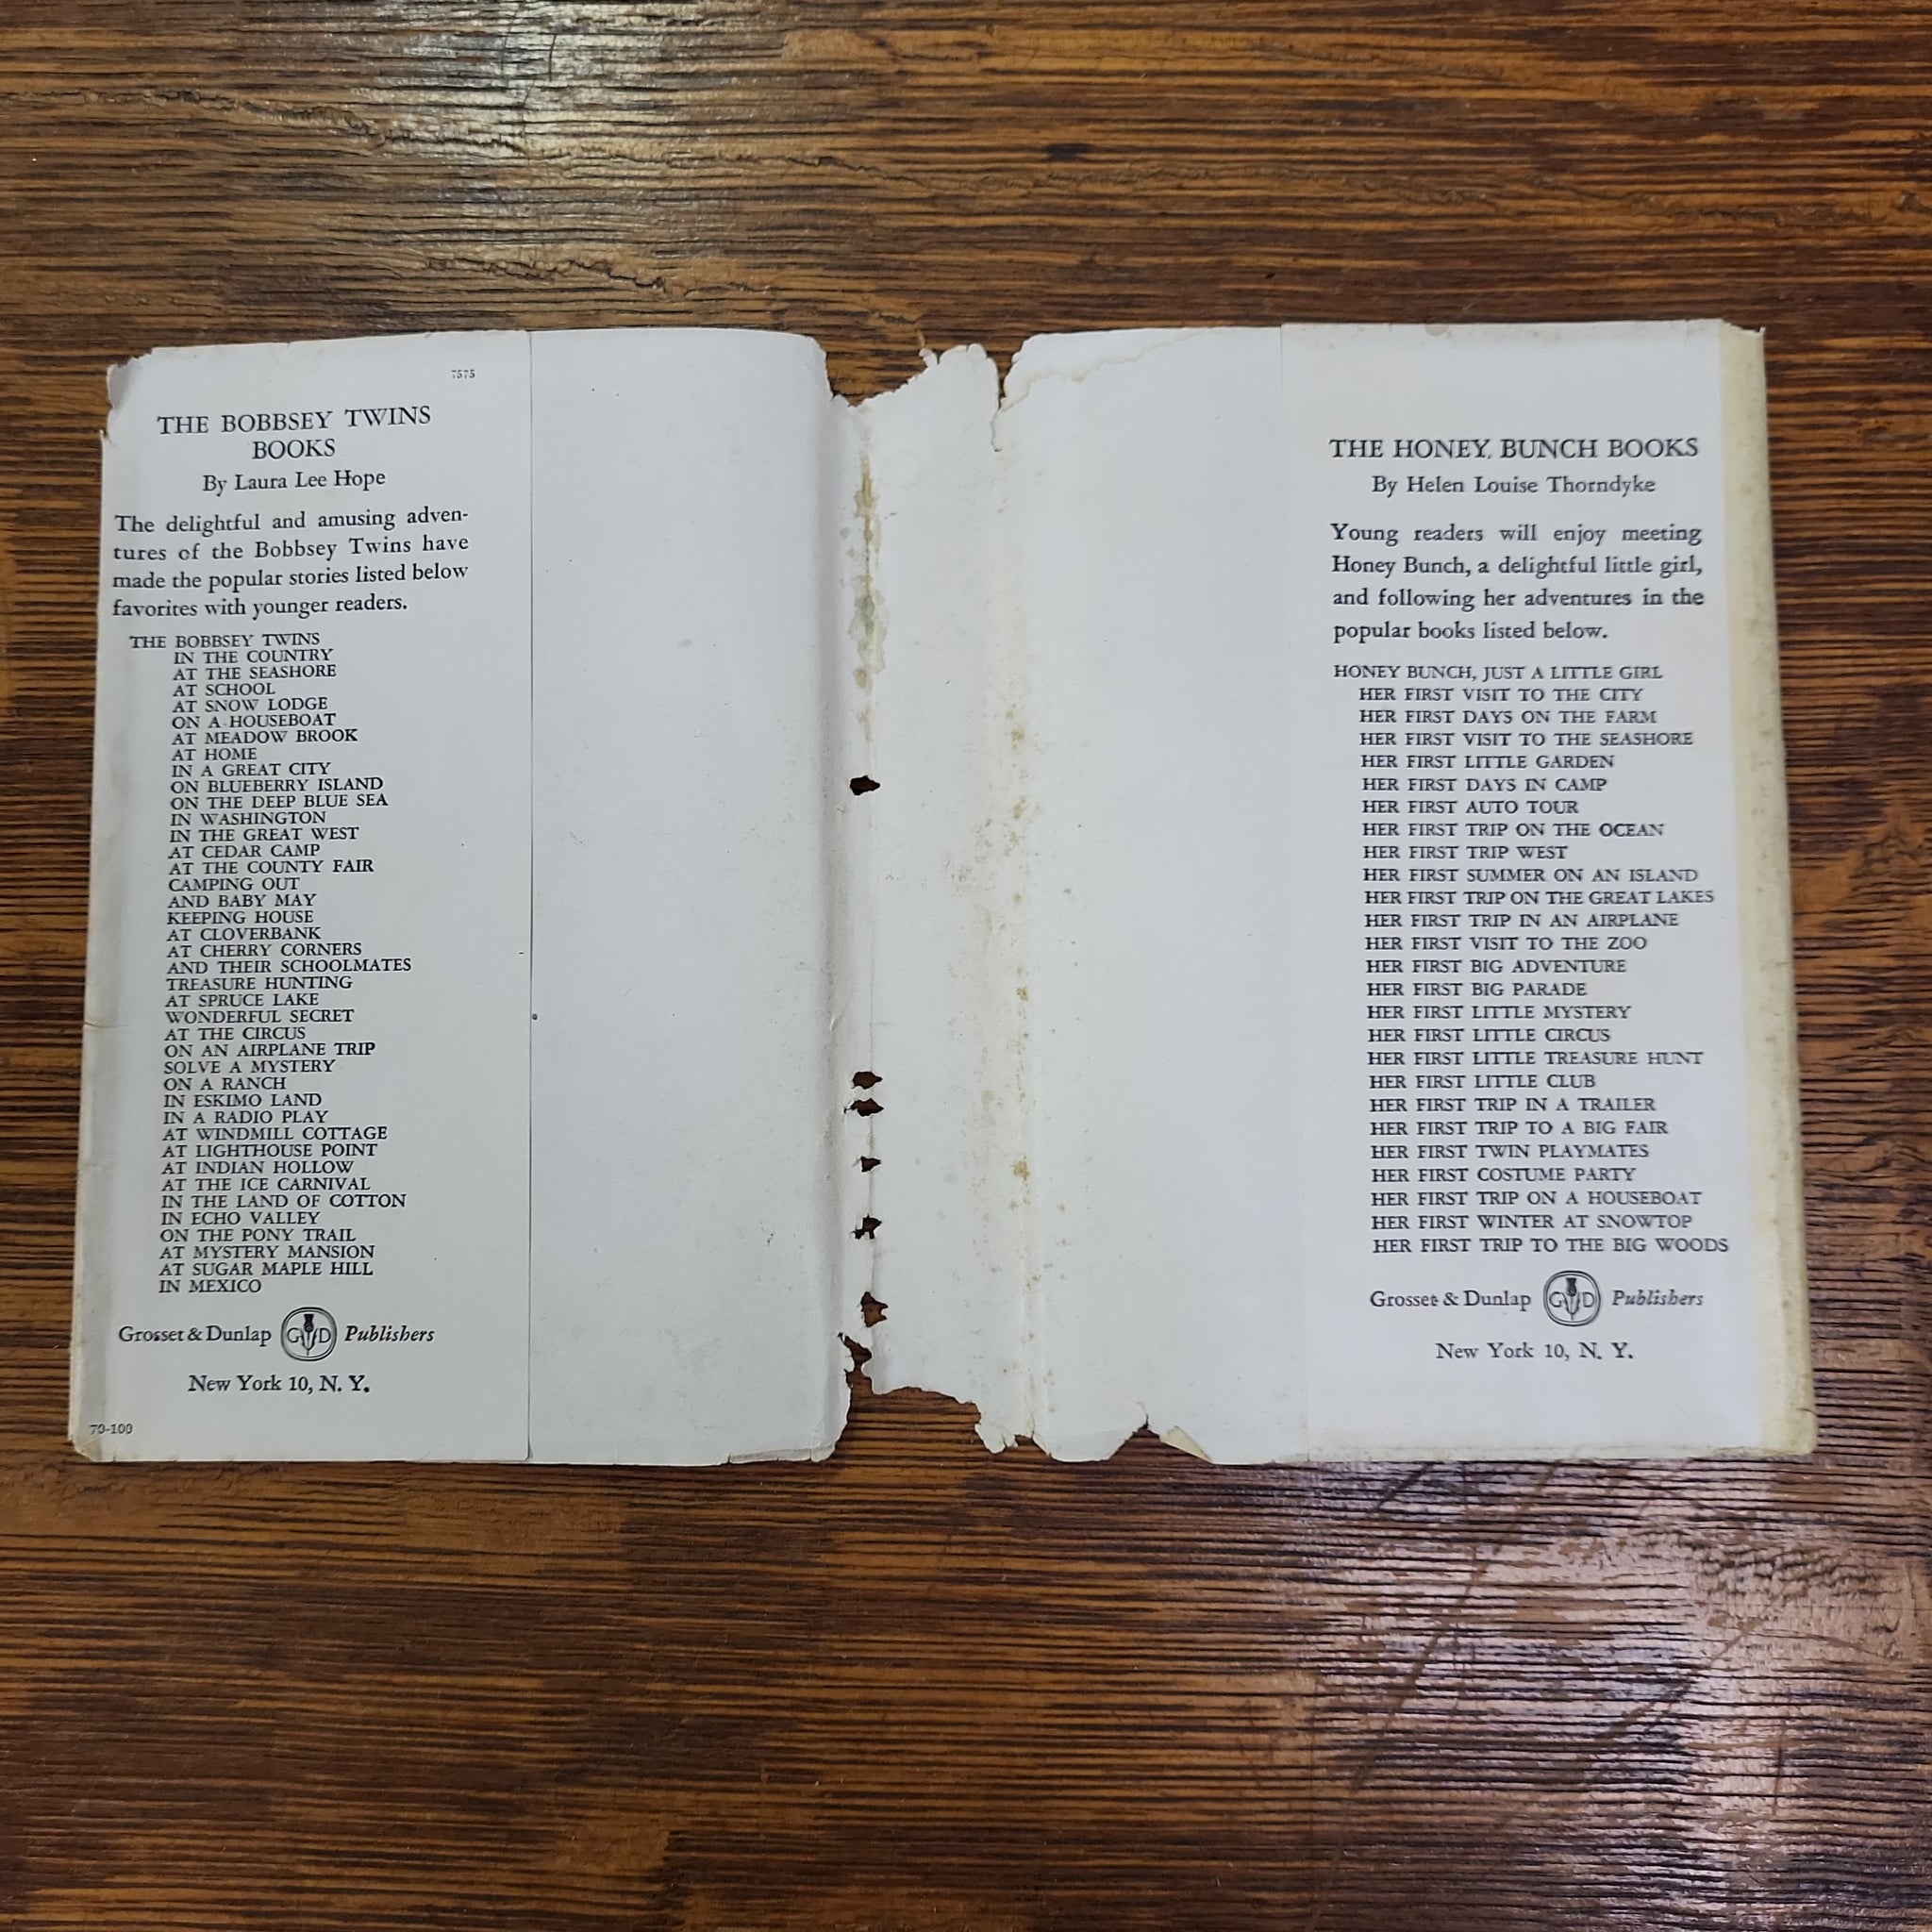 7575
THE BOBBSEY TWINS
BOOKS
By Laura Lee Hope
The delightful and amusing adven-
tures of the Bobbsey Twins have
made the popular stories listed below
favorites with younger readers.
THE BOBBSEY TWINS
IN THE COUNTRY
AT THE SEASHORE
AT SCHOOL
AT SNOW LODGE
ON A HOUSEBOAT
AT MEADOW BROOK
AT HOME
IN A GREAT CITY
ON BLUEBERRY ISLAND
ON THE DEEP BLUE SEA
IN WASHINGTON
IN THE GREAT WEST
AT CEDAR CAMP
AT THE COUNTY FAIR
CAMPING OUT
AND BABY MAY
KEEPING HOUSE
AT CLOVERBANK
AT CHERRY CORNERS
AND THEIR SCHOOLMATES
TREASURE HUNTING
AT SPRUCE LAKE
WONDERFUL SECRET
AT THE CIRCUS
ON AN AIRPLANE TRIP
SOLVE A MYSTERY
ON A RANCH
IN ESKIMO LAND
IN A RADIO PLAY
AT WINDMILL COTTAGE
AT LIGHTHOUSE POINT
AT INDIAN HOLLOW
AT THE ICE CARNIVAL
IN THE LAND OF COTTON
IN ECHO VALLEY
ON THE PONY TRAIL
AT MYSTERY MANSION
AT SUGAR MAPLE HILL
IN MEXICO
Grosset & Dunlap G D Publishers
New York 10, N. Y.
70-100
THE HONEY BUNCH BOOKS
By Helen Louise Thorndyke
Young readers will enjoy meeting
Honey Bunch, a delightful little girl,
and following her adventures in the
popular books listed below.
HONEY BUNCH, JUST A LITTLE GIRL
HER FIRST VISIT TO THE CITY
HER FIRST DAYS ON THE FARM
HER FIRST VISIT TO THE SEASHORE
HER FIRST LITTLE GARDEN
HER FIRST DAYS IN CAMP
HER FIRST AUTO TOUR
HER FIRST TRIP ON THE OCEAN
HER FIRST TRIP WEST
HER FIRST SUMMER ON AN ISLAND
HER FIRST TRIP ON THE GREAT LAKES
HER FIRST TRIP IN AN AIRPLANE
HER FIRST VISIT TO THE ZOO
HER FIRST BIG ADVENTURE
HER FIRST BIG PARADE
HER FIRST LITTLE MYSTERY
HER FIRST LITTLE CIRCUS
HER FIRST LITTLE TREASURE HUNT
HER FIRST LITTLE CLUB
HER FIRST TRIP IN A TRAILER
HER FIRST TRIP TO A BIG FAIR
HER FIRST TWIN PLAYMATES
HER FIRST COSTUME PARTY
HER FIRST TRIP ON A HOUSEBOAT
HER FIRST WINTER AT SNOWTOP
HER FIRST TRIP TO THE BIG WOODS
Grosset & Dunlap G D Publishers
New York 10, N. Y.